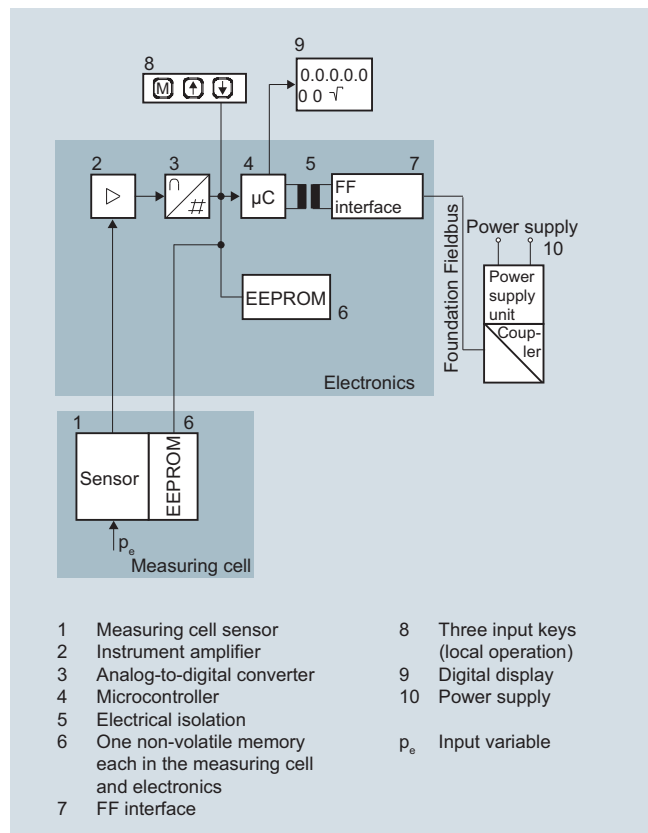 8
9
M
0.0.0.0.0
0 0 √
2
3
4
5
7
∩
#
µC
FF
interface
Power supply
10
Foundation Fieldbus
Power
supply
unit
Coup-
ler
EEPROM
6
Electronics
1
6
Sensor
EEPROM
pe
Measuring cell
1 Measuring cell sensor
2 Instrument amplifier
3 Analog-to-digital converter
4 Microcontroller
5 Electrical isolation
6 One non-volatile memory
each in the measuring cell
and electronics
7 FF interface
8 Three input keys
(local operation)
9 Digital display
10 Power supply
pe Input variable